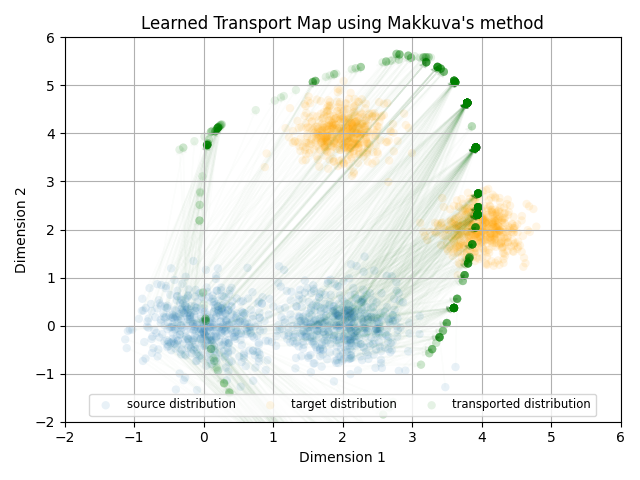 Learned Transport Map using Makkuva's method
6
5
4
3
2
1
0
−1
−2
Dimension 2
source distribution target distribution transported distribution
−2 −1 0 1 2 3 4 5 6
Dimension 1